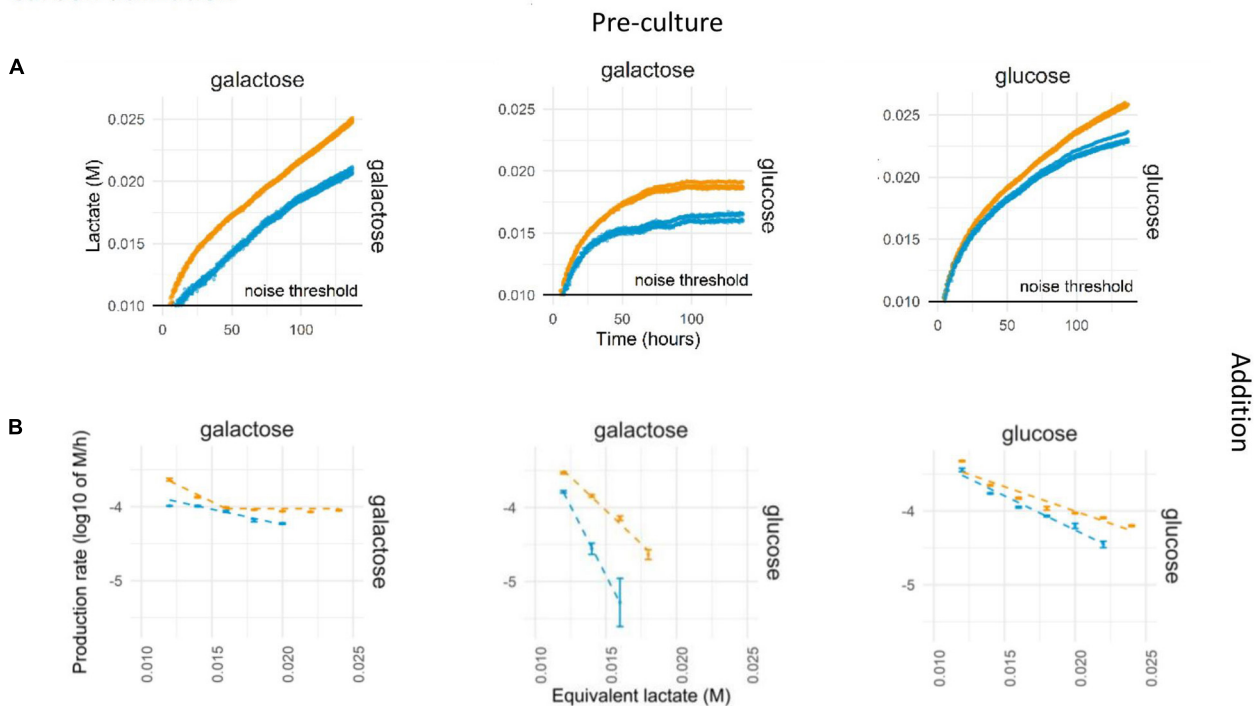 Pre-culture
A
galactose
galactose
glucose
Lactate (M)
0.025
0.020
0.015
0.010
noise threshold
0
50
100
galactose
0.025
0.020
0.015
0.010
noise threshold
0
50
100
Time (hours)
glucose
0.025
0.020
0.015
0.010
noise threshold
0
50
100
glucose
Addition
B
galactose
galactose
glucose
Production rate (log10 of M/h)
-4
-5
0.010
0.015
0.020
0.025
galactose
-4
-5
0.010
0.015
0.020
0.025
Equivalent lactate (M)
glucose
-4
-5
0.010
0.015
0.020
0.025
glucose